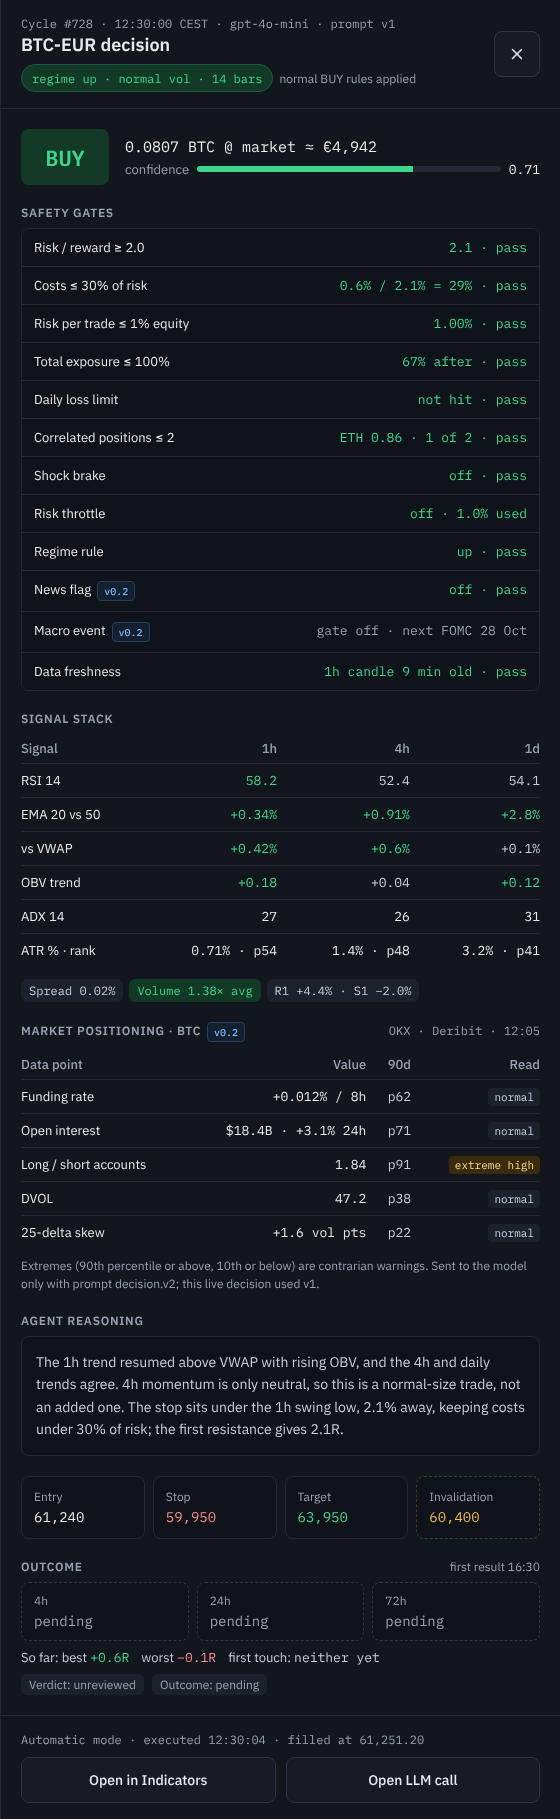 Cycle #728 · 12:30:00 CEST · gpt-4o-mini · prompt v1
BTC-EUR decision
regime up · normal vol · 14 bars normal BUY rules applied
BUY
0.0807 BTC @ market ≈ €4,942
confidence 0.71
SAFETY GATES
Risk / reward ≥ 2.0 2.1 · pass
Costs ≤ 30% of risk 0.6% / 2.1% = 29% · pass
Risk per trade ≤ 1% equity 1.00% · pass
Total exposure ≤ 100% 67% after · pass
Daily loss limit not hit · pass
Correlated positions ≤ 2 ETH 0.86 · 1 of 2 · pass
Shock brake off · pass
Risk throttle off · 1.0% used
Regime rule up · pass
News flag v0.2 off · pass
Macro event v0.2 gate off · next FOMC 28 Oct
Data freshness 1h candle 9 min old · pass
SIGNAL STACK
Signal 1h 4h 1d
RSI 14 58.2 52.4 54.1
EMA 20 vs 50 +0.34% +0.91% +2.8%
vs VWAP +0.42% +0.6% +0.1%
OBV trend +0.18 +0.04 +0.12
ADX 14 27 26 31
ATR % · rank 0.71% · p54 1.4% · p48 3.2% · p41
Spread 0.02% Volume 1.38× avg R1 +4.4% · S1 −2.0%
MARKET POSITIONING · BTC v0.2 OKX · Deribit · 12:05
Data point Value 90d Read
Funding rate +0.012% / 8h p62 normal
Open interest $18.4B · +3.1% 24h p71 normal
Long / short accounts 1.84 p91 extreme high
DVOL 47.2 p38 normal
25-delta skew +1.6 vol pts p22 normal
Extremes (90th percentile or above, 10th or below) are contrarian warnings. Sent to the model
only with prompt decision.v2; this live decision used v1.
AGENT REASONING
The 1h trend resumed above VWAP with rising OBV, and the 4h and daily
trends agree. 4h momentum is only neutral, so this is a normal-size trade, not
an added one. The stop sits under the 1h swing low, 2.1% away, keeping costs
under 30% of risk; the first resistance gives 2.1R.
Entry Stop Target Invalidation
61,240 59,950 63,950 60,400
OUTCOME first result 16:30
4h 24h 72h
pending pending pending
So far: best +0.6R worst −0.1R first touch: neither yet
Verdict: unreviewed Outcome: pending
Automatic mode · executed 12:30:04 · filled at 61,251.20
Open in Indicators Open LLM call